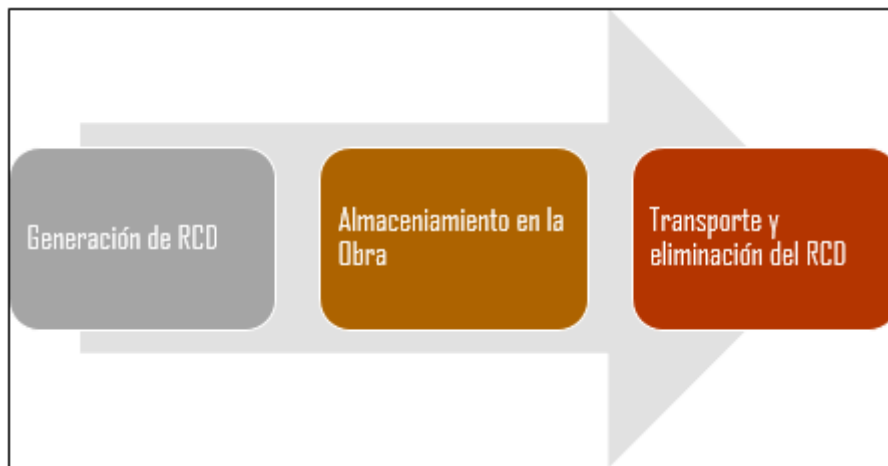 Generación de RCD
Almaceniamiento en la
Obra
Transporte y
eliminación del RCD